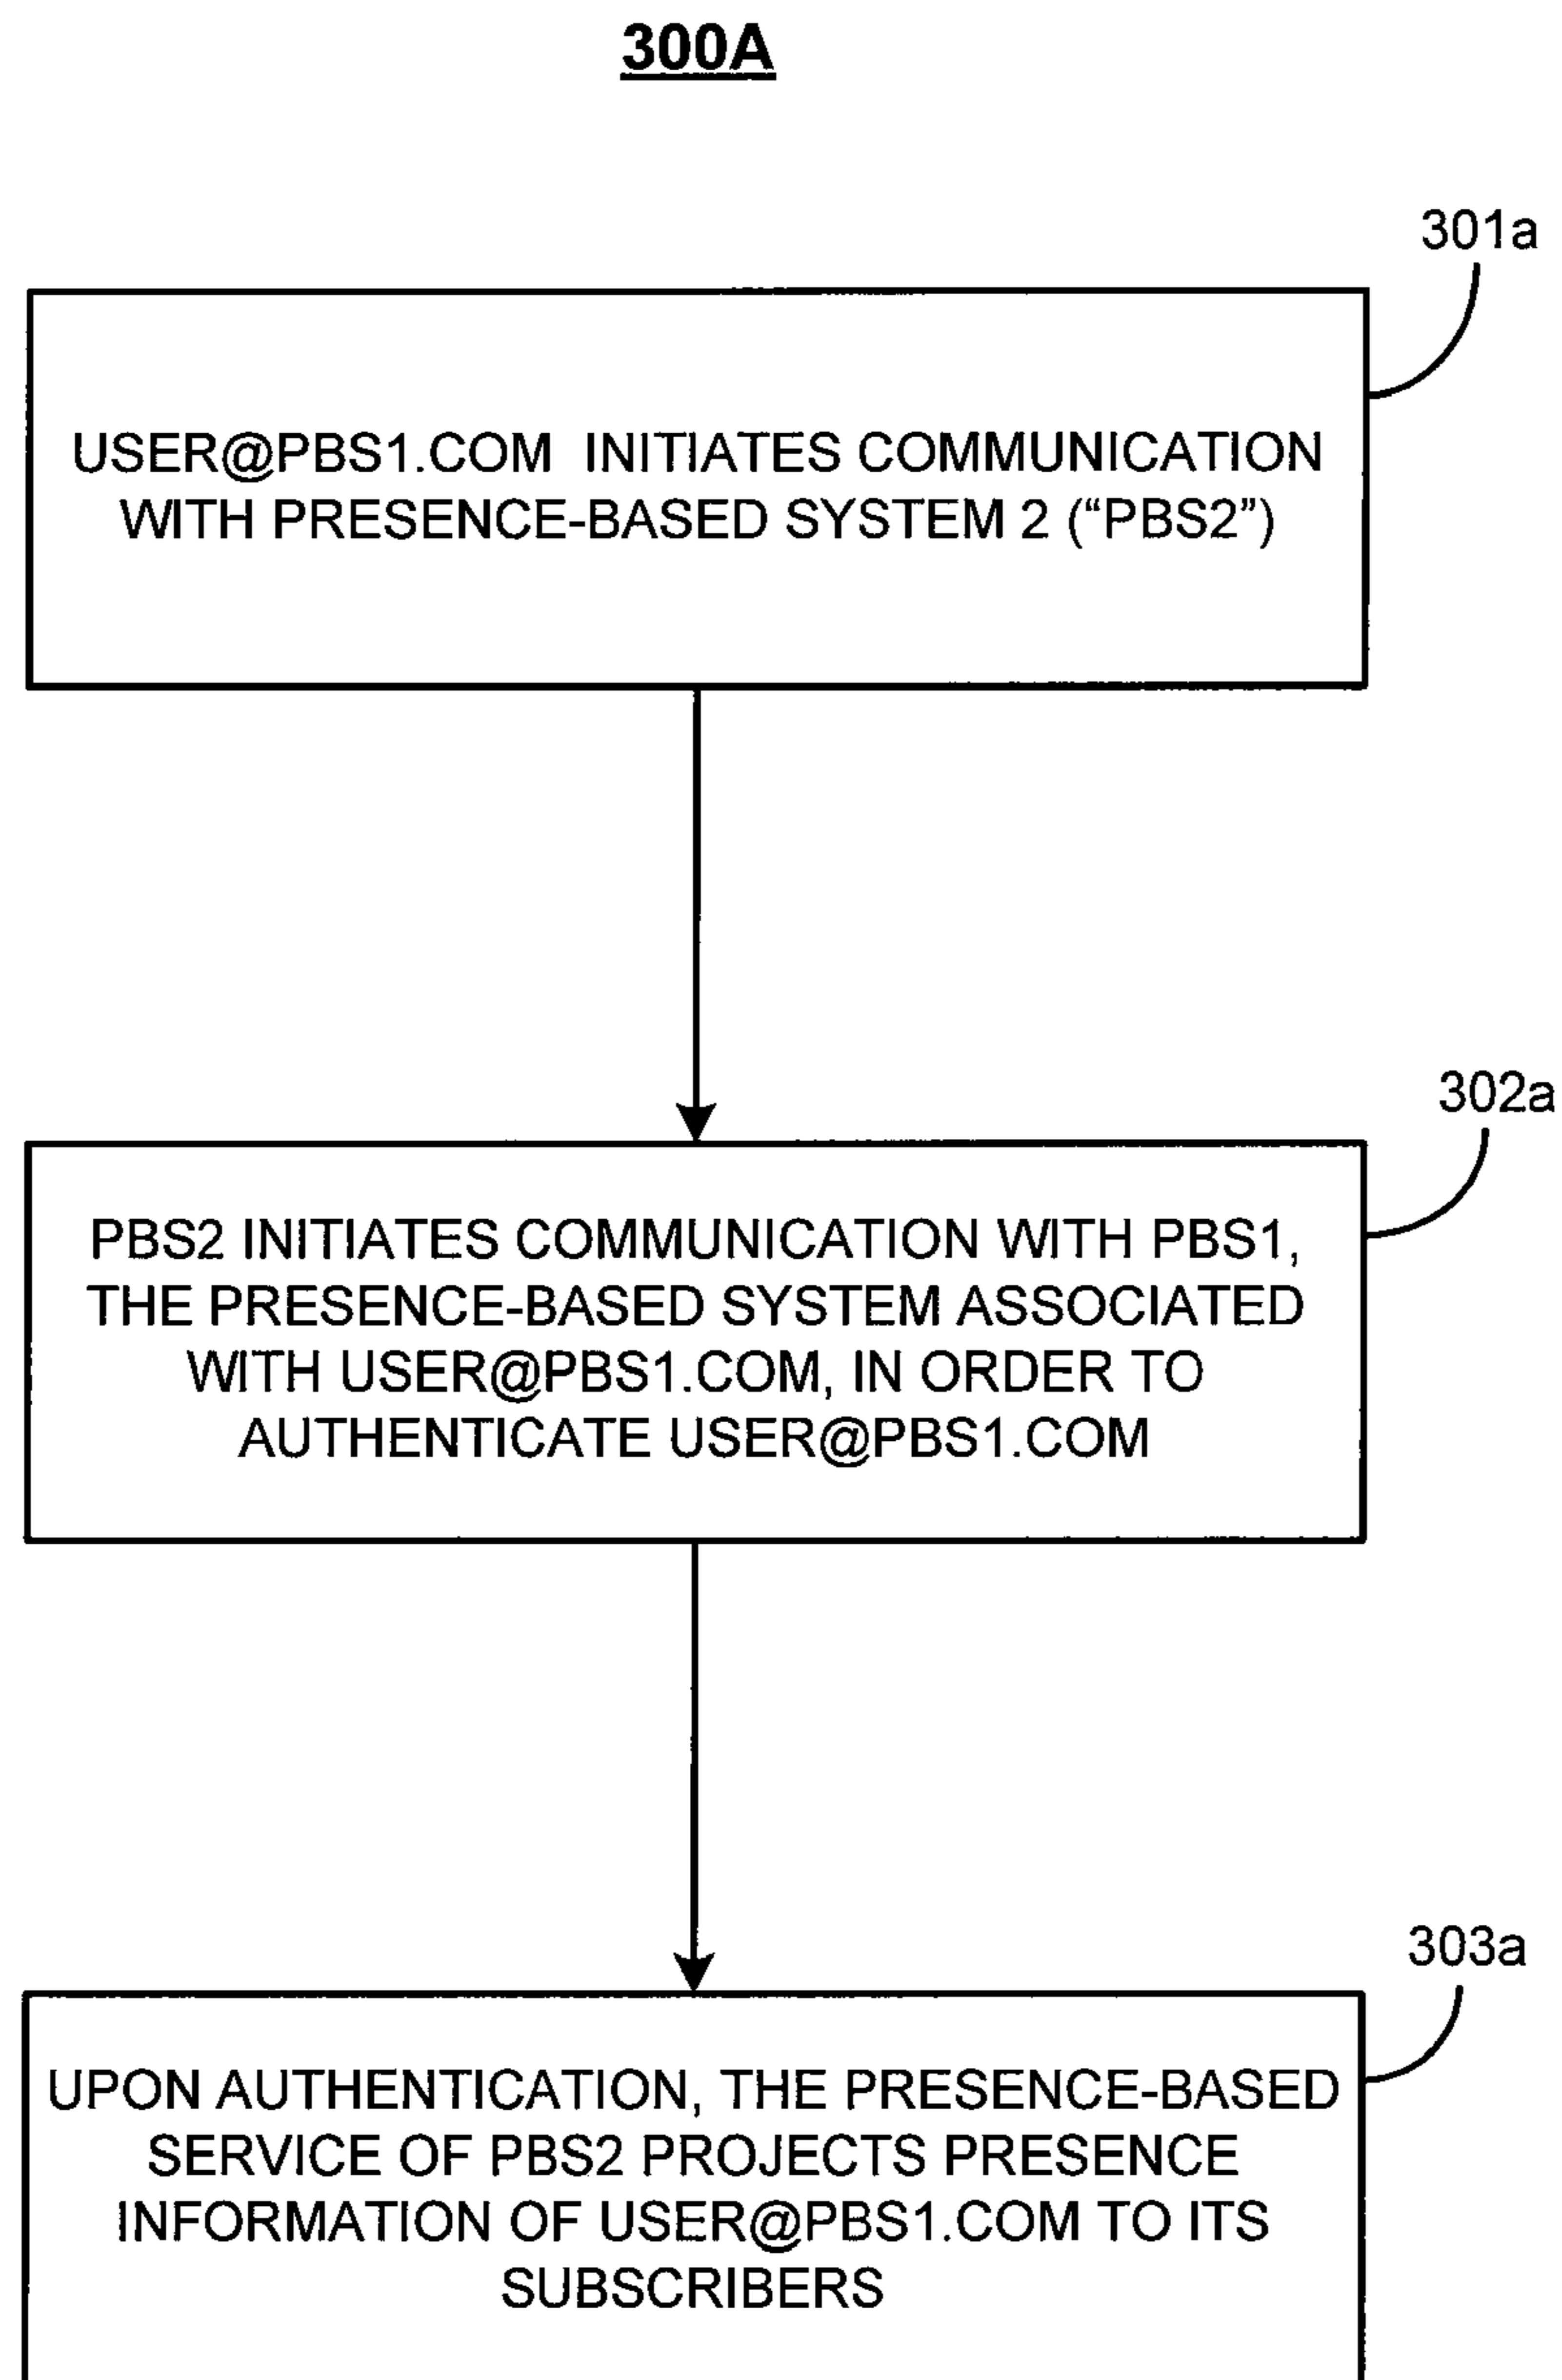 300A
301a
USER@PBS1.COM INITIATES COMMUNICATION
WITH PRESENCE-BASED SYSTEM 2 (“PBS2”)
302a
PBS2 INITIATES COMMUNICATION WITH PBS1,
THE PRESENCE-BASED SYSTEM ASSOCIATED
WITH USER@PBS1.COM, IN ORDER TO
AUTHENTICATE USER@PBS1.COM
303a
UPON AUTHENTICATION, THE PRESENCE-BASED
SERVICE OF PBS2 PROJECTS PRESENCE
INFORMATION OF USER@PBS1.COM TO ITS
SUBSCRIBERS